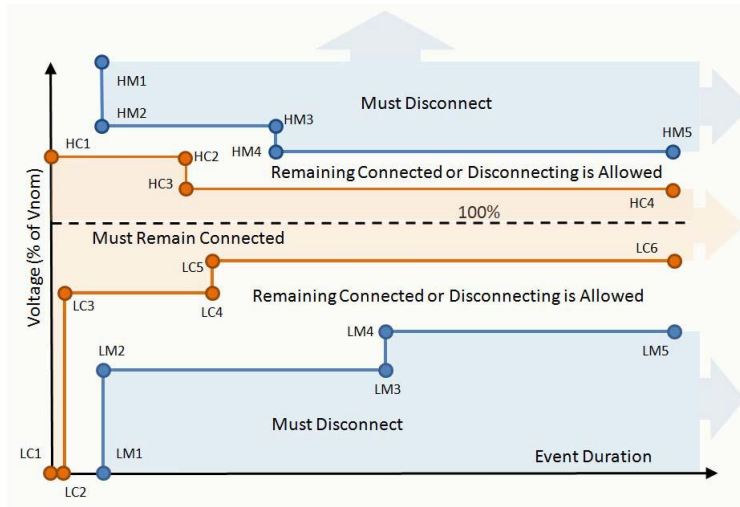 HM1
Must Disconnect
HM2
HM3
HM5
HC1
HC2
HM4
Remaining Connected or Disconnecting is Allowed
HC3
HC4
100%
Must Remain Connected
LC6
LC5
Voltage (% of Vnom)
LC3
LC4
Remaining Connected or Disconnecting is Allowed
LM4
LM5
LM2
LM3
Must Disconnect
LC1
LM1
Event Duration
LC2